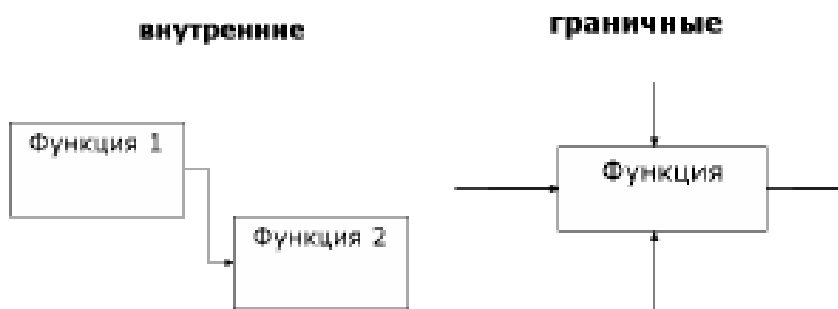 внутренние
граничные
Функция 1
Функция 2
Функция